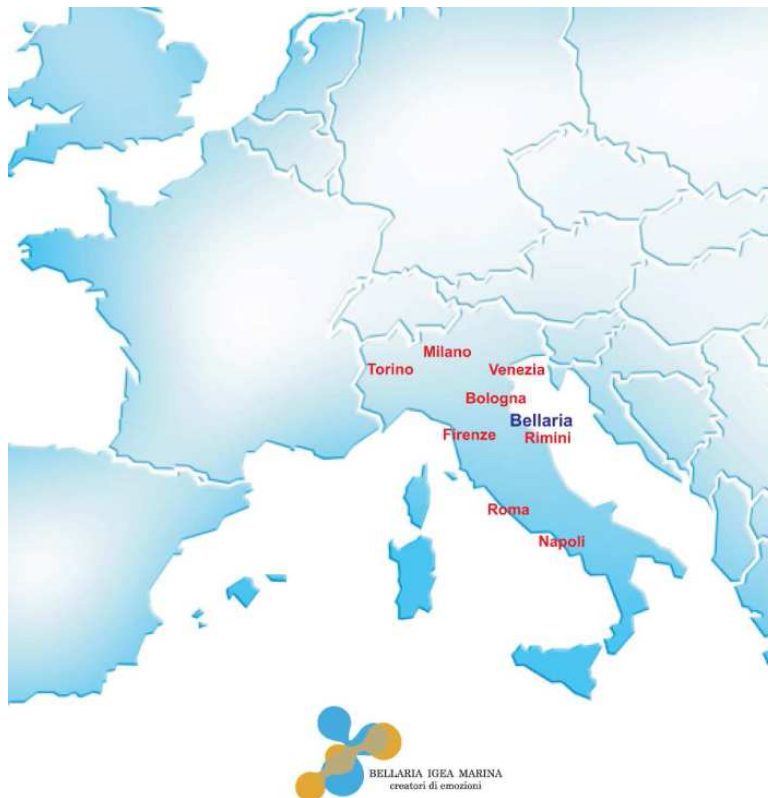 Milano
Torino
Venezia
Bologna
Bellaria
Firenze
Rimini
Roma
Napoli
BELLARIA IGEA MARINA
creatori di emozioni